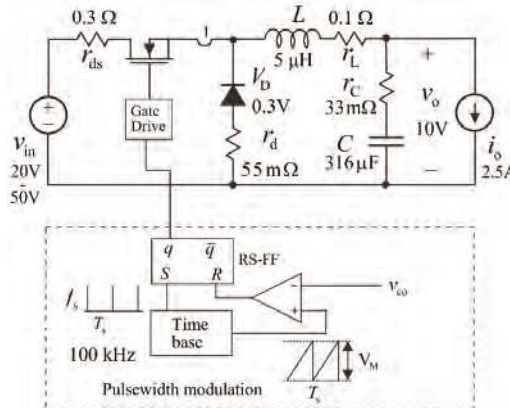 0.3 Ω
r_ds
L
5 μH
0.1 Ω
r_L
+
Gate
Drive
V_D
0.3V
r_C
33mΩ
v_o
10V
+
−
v_in
20V
-
50V
r_d
55mΩ
C
316μF
−
i_o
2.5A
q q̄
S R
RS-FF
f_s
T_s
100 kHz
Time
base
-
+
v_co
V_M
T_s
Pulsewidth modulation